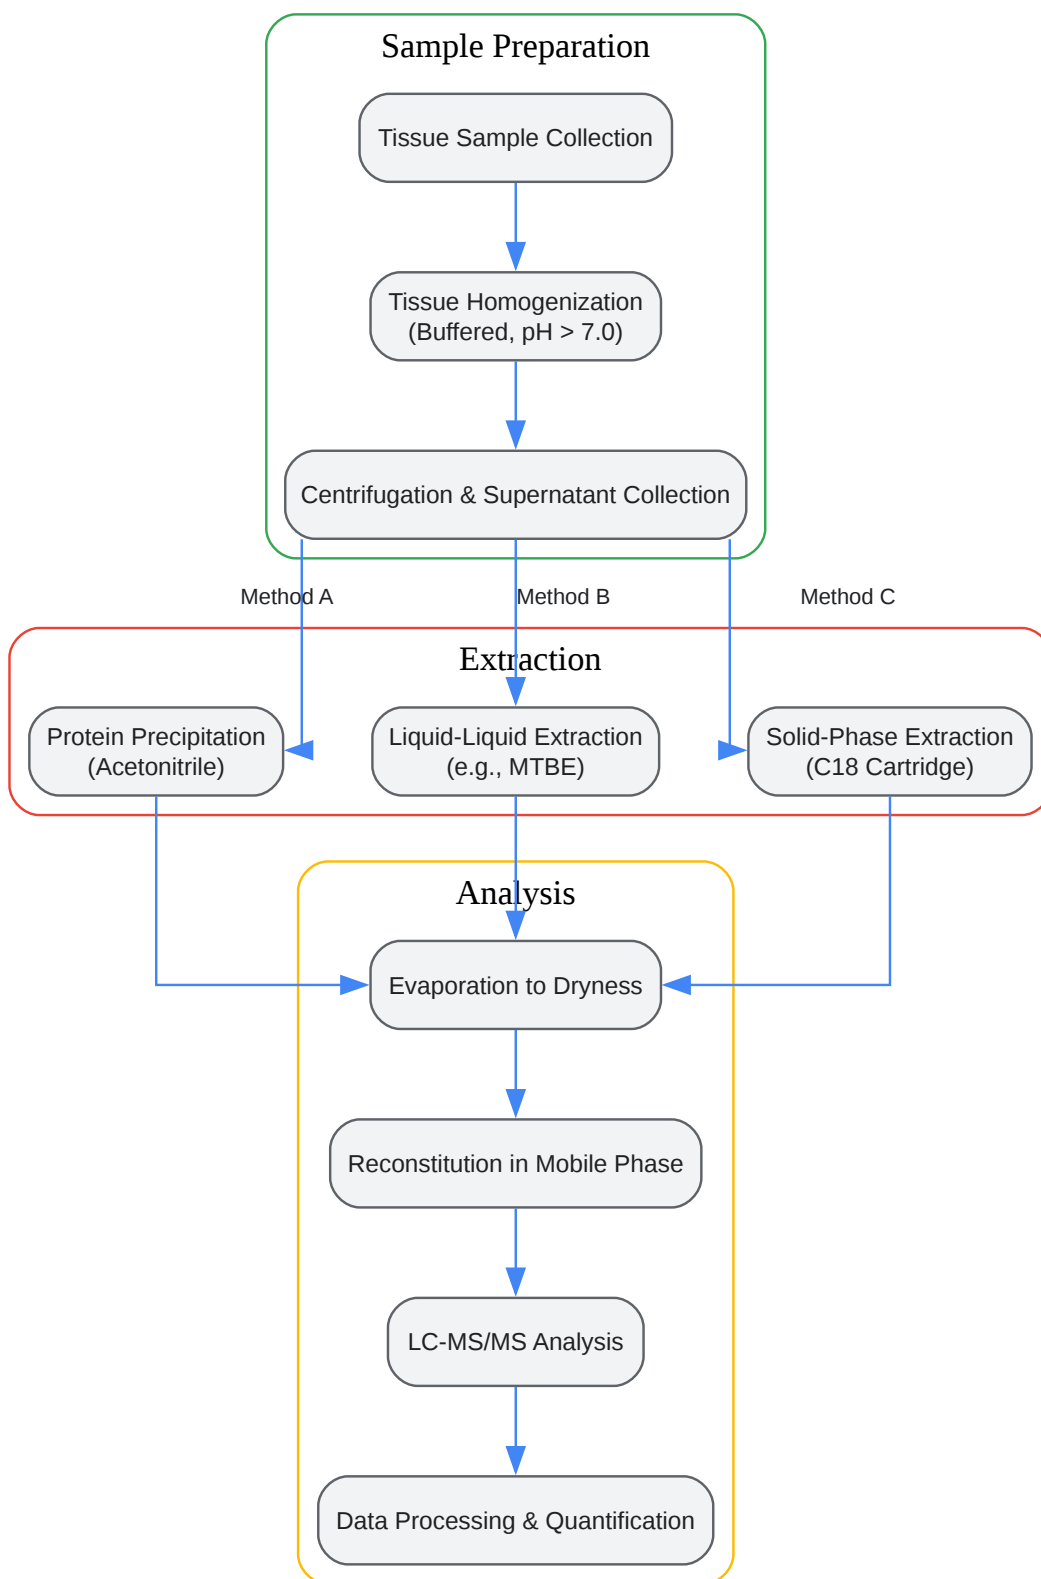 Sample Preparation
Tissue Sample Collection
Tissue Homogenization
(Buffered, pH > 7.0)
Centrifugation & Supernatant Collection
Method A
Method B
Method C
Extraction
Protein Precipitation
(Acetonitrile)
Liquid-Liquid Extraction
(e.g., MTBE)
Solid-Phase Extraction
(C18 Cartridge)
Analysis
Evaporation to Dryness
Reconstitution in Mobile Phase
LC-MS/MS Analysis
Data Processing & Quantification